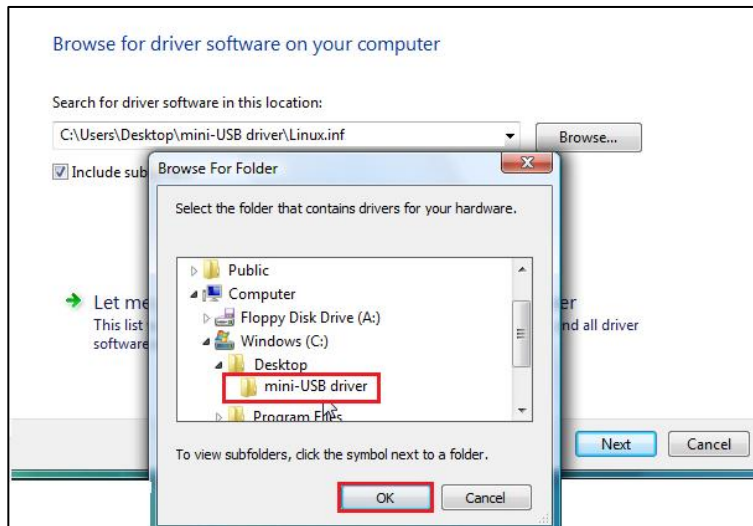 Browse for driver software on your computer
Search for driver software in this location:
C:\Users\Desktop\mini-USB driver\Linux.inf
Browse...
Include sub
Browse For Folder
Select the folder that contains drivers for your hardware.
Public
Computer
Floppy Disk Drive (A:)
Windows (C:)
Desktop
mini-USB driver
Program Files
To view subfolders, click the symbol next to a folder.
OK
Cancel
Let me
er
This list
nd all driver
software
Next
Cancel